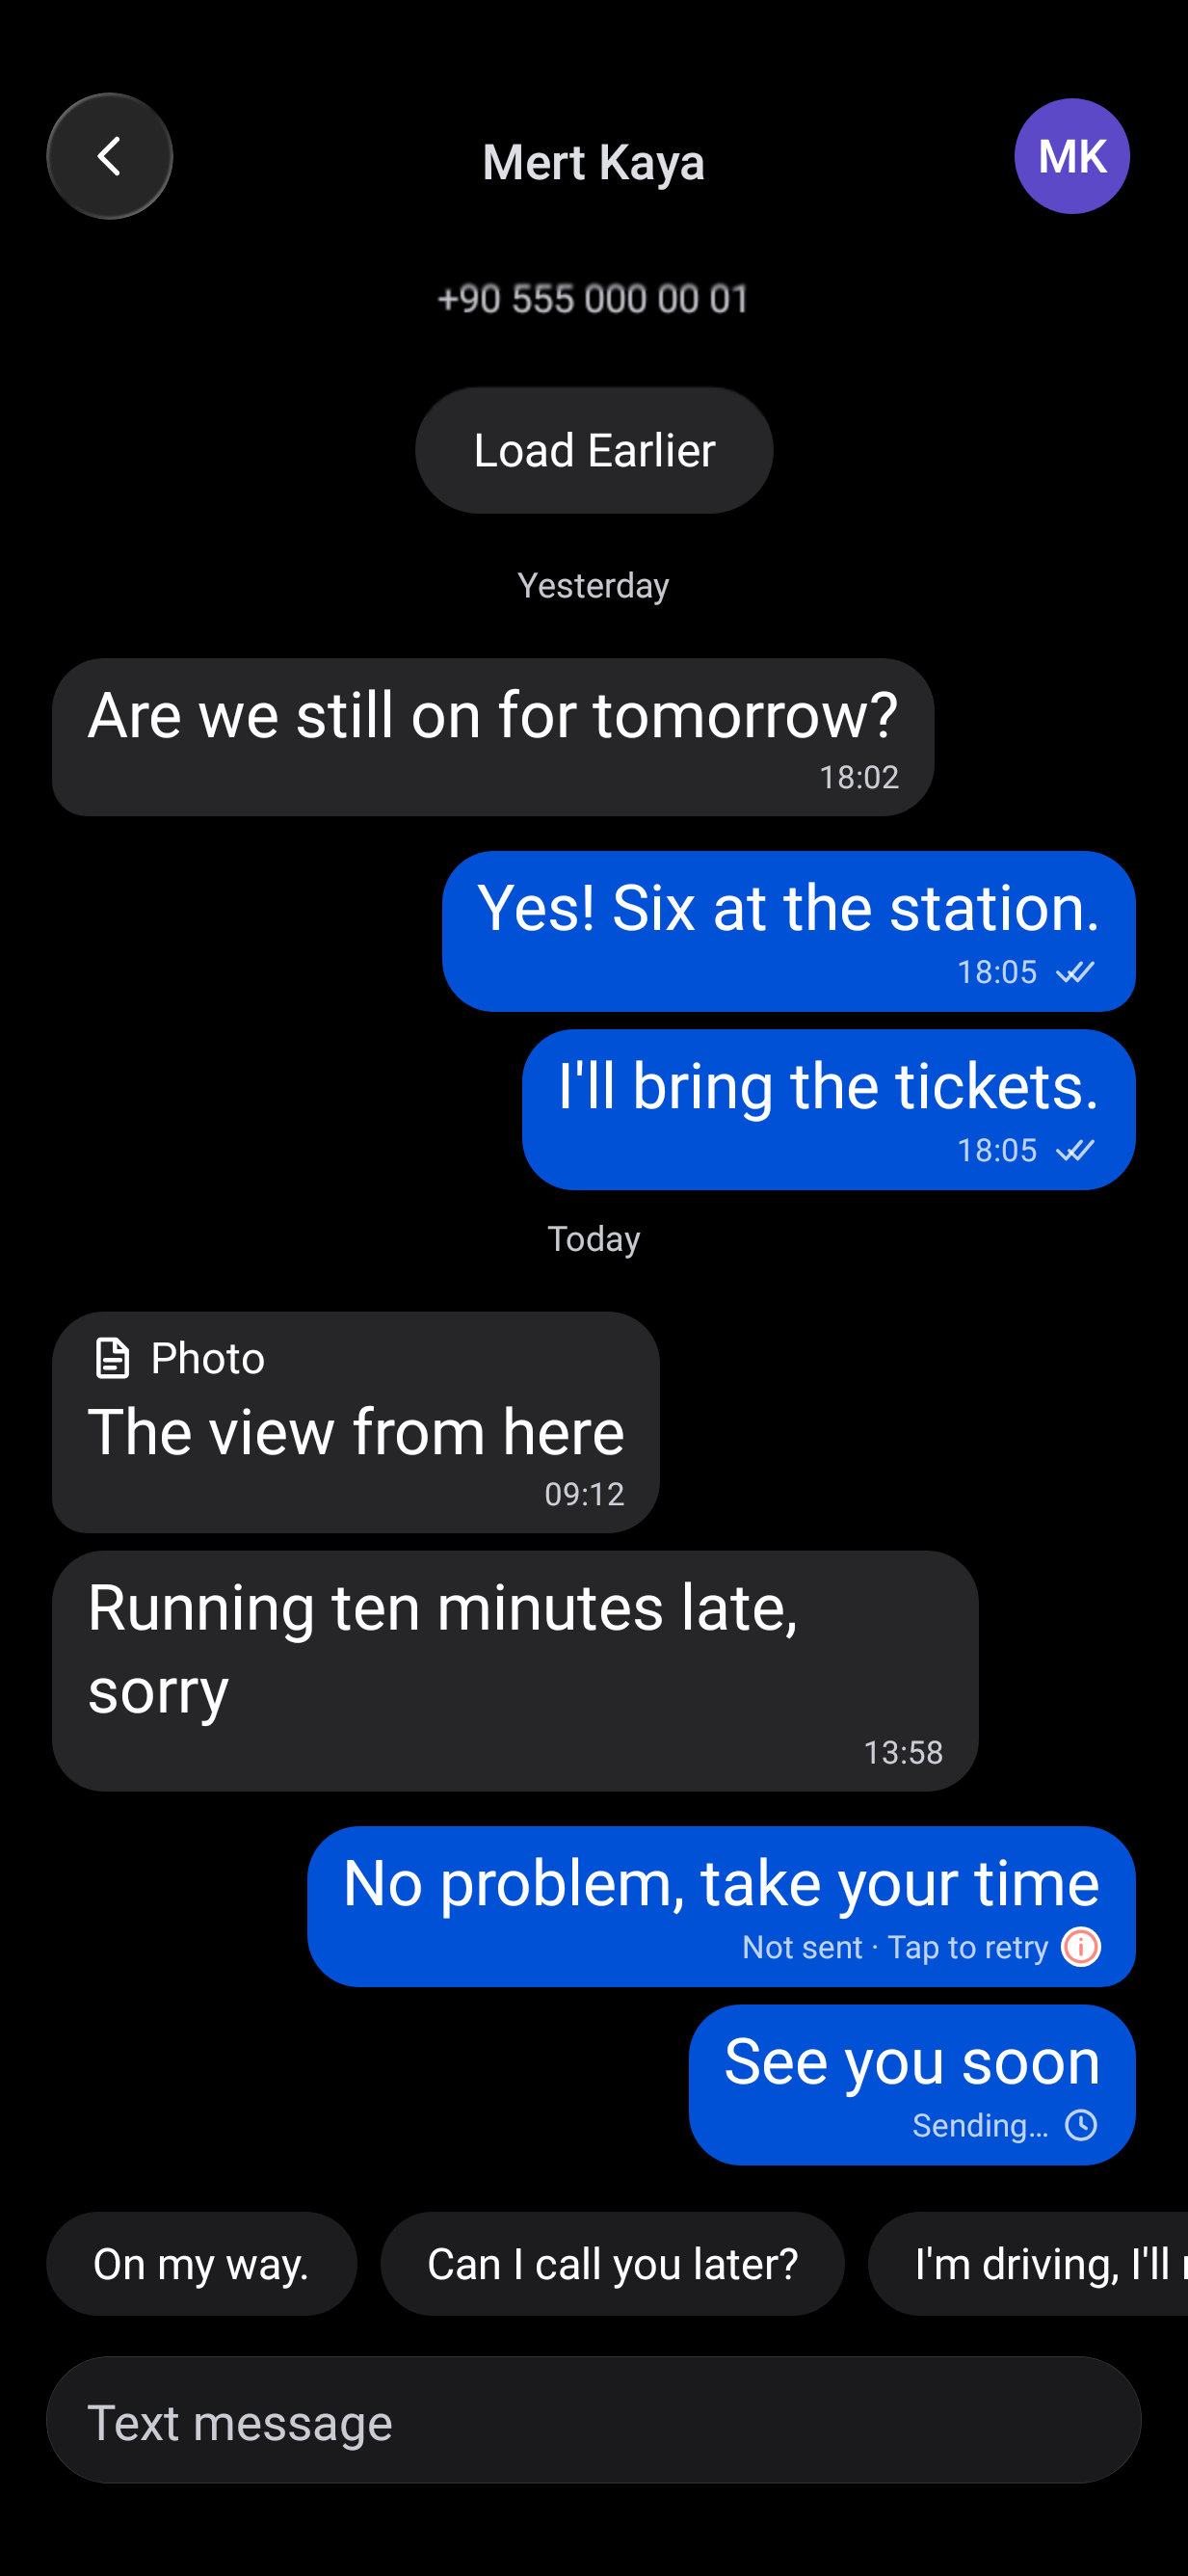 Mert Kaya
MK
+90 555 000 00 01
Load Earlier
Yesterday
Are we still on for tomorrow?
18:02
Yes! Six at the station.
18:05
I'll bring the tickets.
18:05
Today
Photo
The view from here
09:12
Running ten minutes late,
sorry
13:58
No problem, take your time
Not sent · Tap to retry
See you soon
Sending…
On my way.
Can I call you later?
I'm driving, I'll
Text message